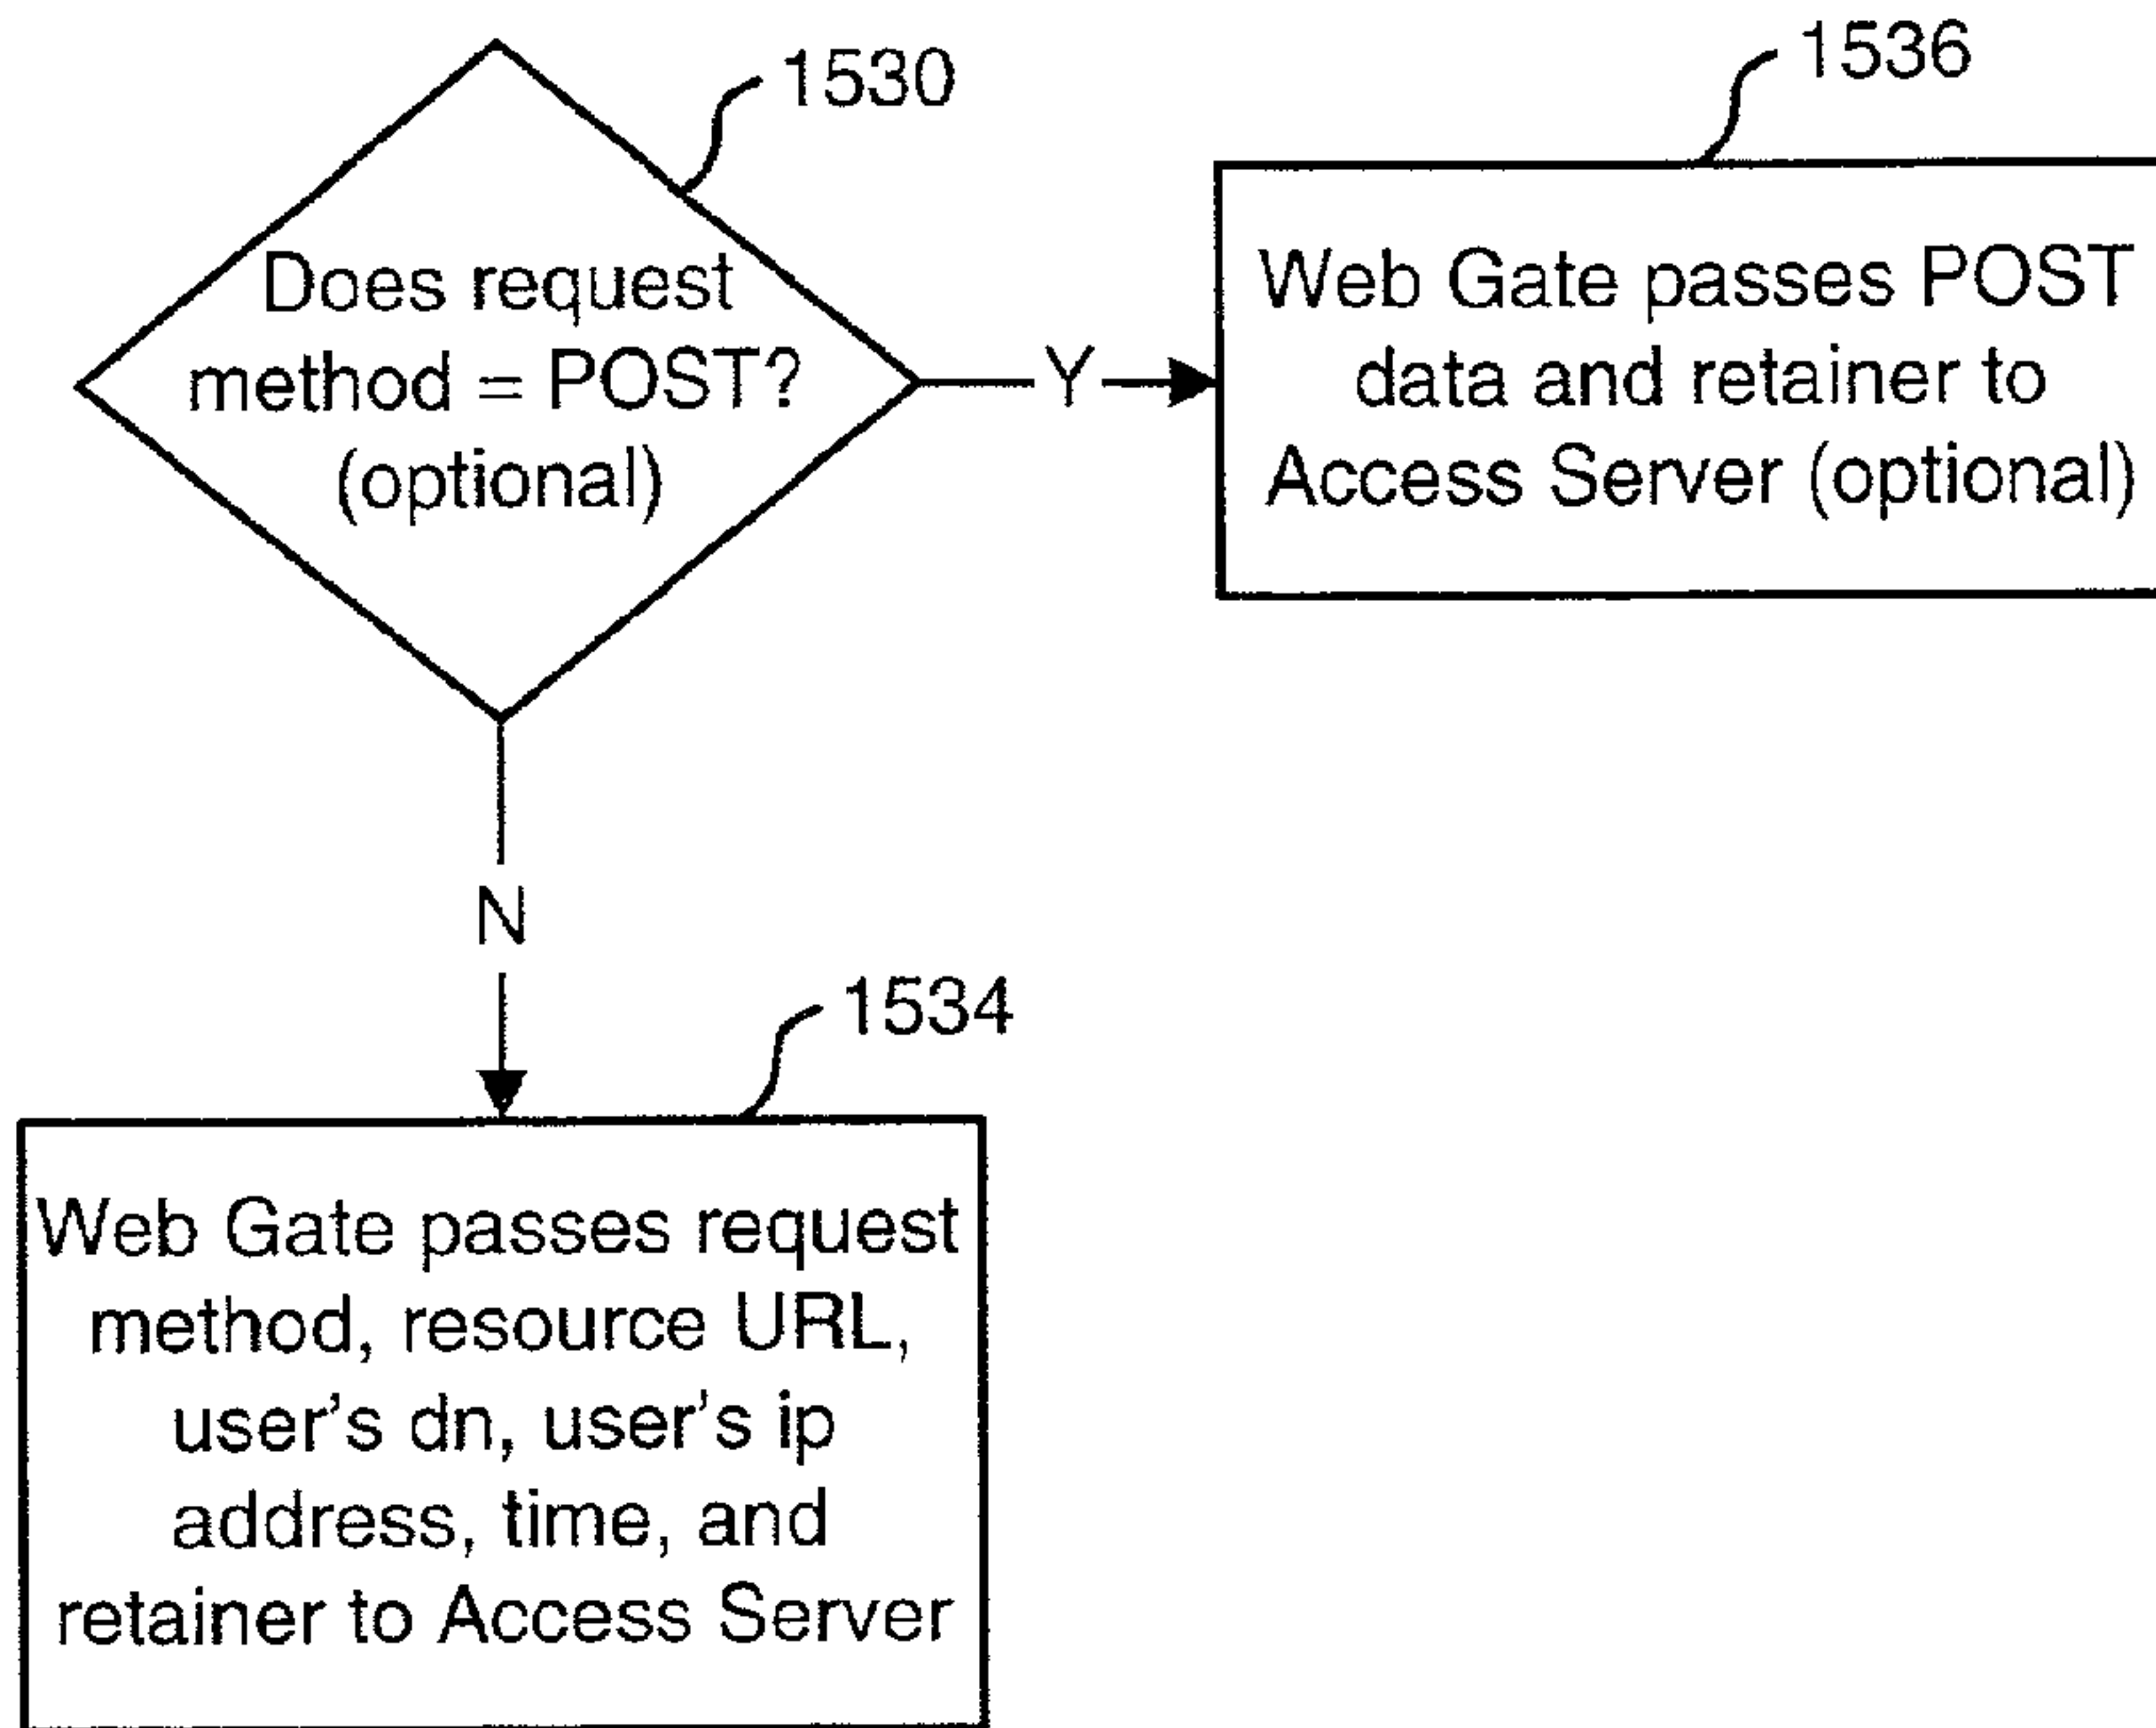 1530
Does request
method = POST?
(optional)
Y
1536
Web Gate passes POST
data and retainer to
Access Server (optional)
N
1534
Web Gate passes request
method, resource URL,
user's dn, user's ip
address, time, and
retainer to Access Server